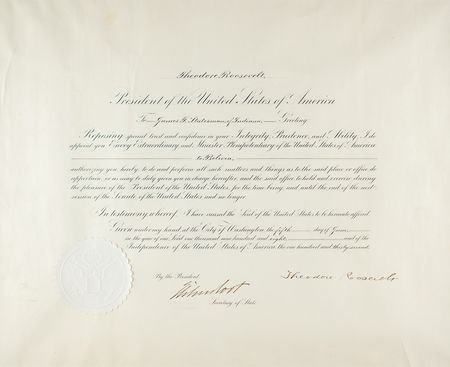 Theodore Roosevelt,
President of the United States of America
To James F. Stutesman, of Indiana, Greeting:
Reposing special trust and confidence in your Integrity, Prudence, and Ability, I do
appoint you Envoy Extraordinary and Minister Plenipotentiary of the United States of America
to Bolivia,
authorizing you hereby to do and perform all such matters and things as to the said place or office do
appertain, or as may be duly given you in charge hereafter, and the said office to hold and exercise during
the pleasure of the President of the United States, for the time being, and until the end of the next
session of the Senate of the United States and no longer.
In testimony whereof, I have caused the Seal of the United States to be hereunto affixed.
Given under my hand at the City of Washington the fifth day of June,
in the year of our Lord one thousand nine hundred and eight, and of the
Independence of the United States of America the one hundred and thirty-second.
By the President
Theodore Roosevelt
Elihu Root
Secretary of State